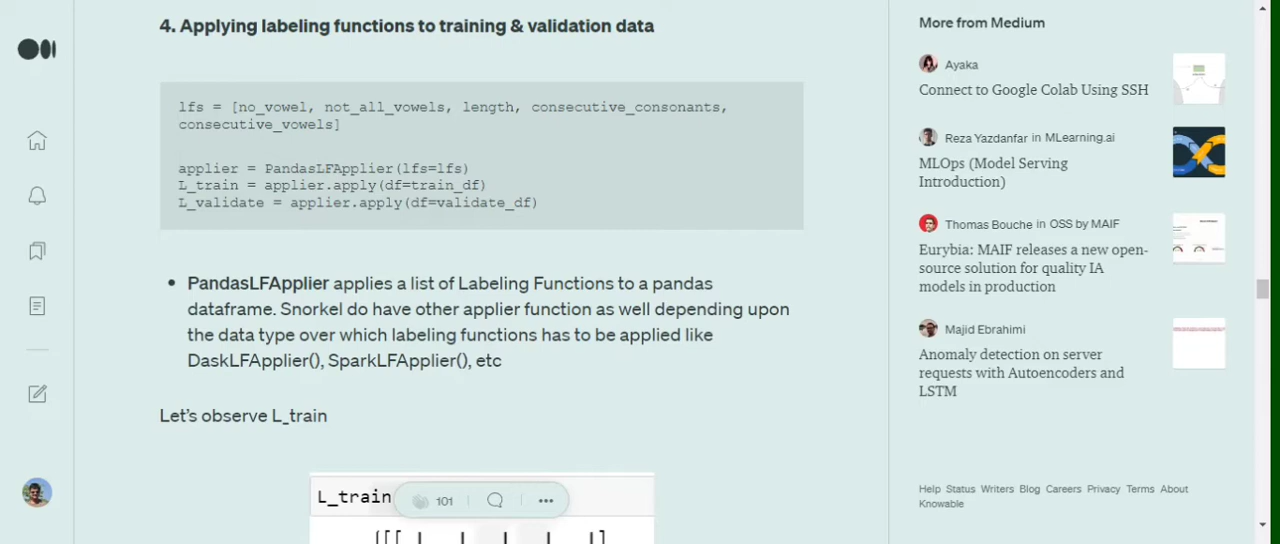 4. Applying labeling functions to training & validation data
lfs = [no_vowel, not_all_vowels, length, consecutive_consonants,
consecutive_vowels]
applier = PandasLFApplier(lfs=lfs)
L_train = applier.apply(df=train_df)
L_validate = applier.apply(df=validate_df)
• PandasLFApplier applies a list of Labeling Functions to a pandas
dataframe. Snorkel do have other applier function as well depending upon
the data type over which labeling functions has to be applied like
DaskLFApplier(), SparkLFApplier(), etc
Let's observe L_train
L_train
101
More from Medium
Ayaka
Connect to Google Colab Using SSH
Reza Yazdanfar in MLearning.ai
MLOps (Model Serving
Introduction)
Thomas Bouche in OSS by MAIF
Eurybia: MAIF releases a new open-
source solution for quality IA
models in production
Majid Ebrahimi
Anomaly detection on server
requests with Autoencoders and
LSTM
Help Status Writers Blog Careers Privacy Terms About
Knowable